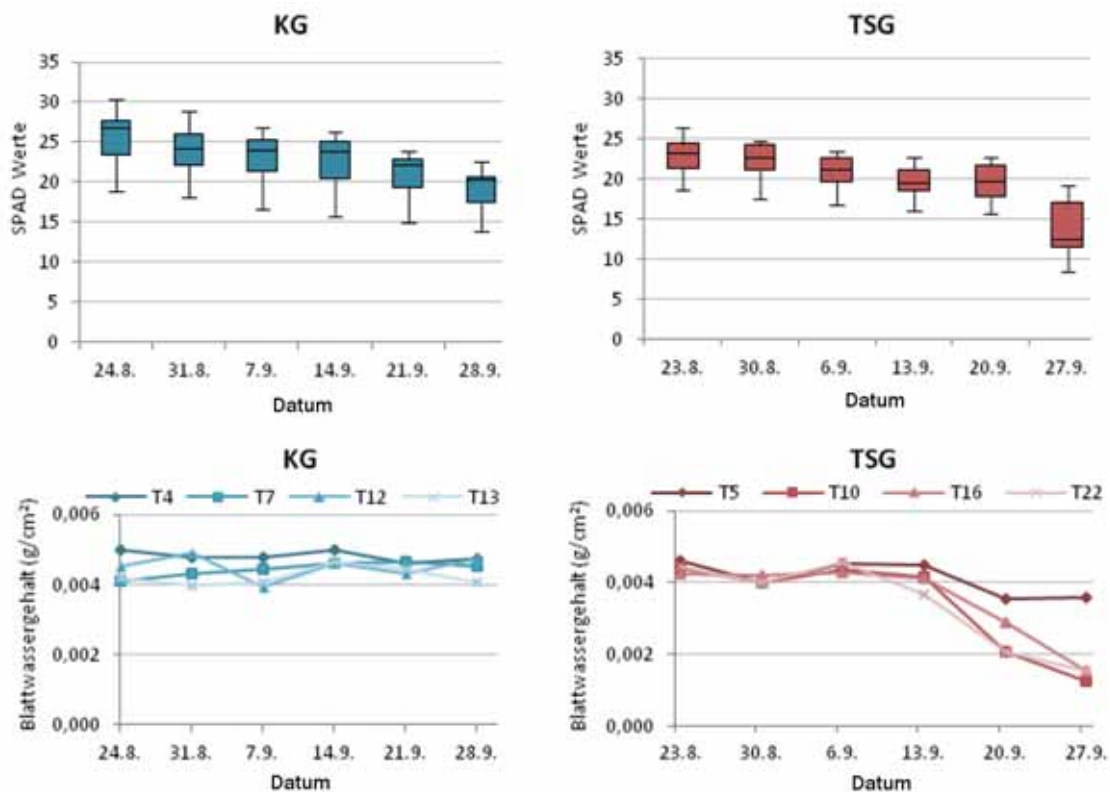 KG
35
30
25
20
15
10
5
0
SPAD Werte
24.8. 31.8. 7.9. 14.9. 21.9. 28.9.
Datum
TSG
35
30
25
20
15
10
5
0
SPAD Werte
23.8. 30.8. 6.9. 13.9. 20.9. 27.9.
Datum
KG
T4 T7 T12 T13
0,006
0,004
0,002
0,000
Blattwassergehalt (g/cm²)
24.8. 31.8. 7.9. 14.9. 21.9. 28.9.
Datum
TSG
T5 T10 T16 T22
0,006
0,004
0,002
0,000
Blattwassergehalt (g/cm²)
23.8. 30.8. 6.9. 13.9. 20.9. 27.9.
Datum